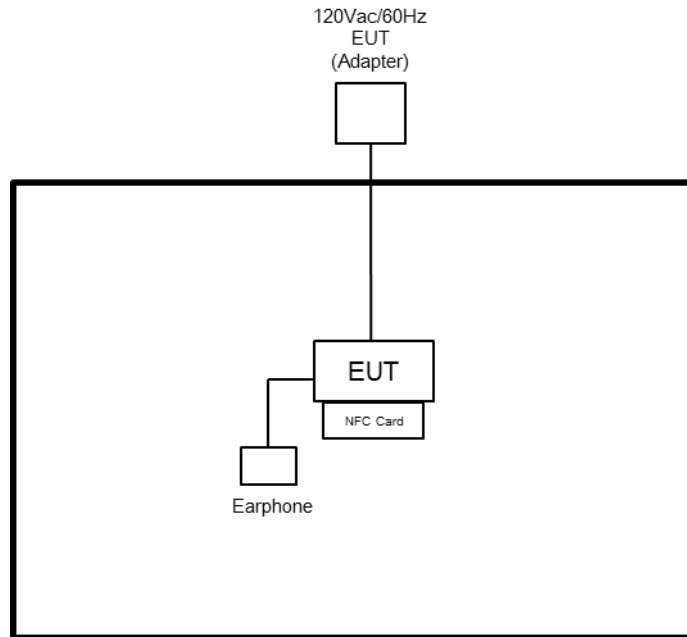 120Vac/60Hz
EUT
(Adapter)
EUT
NFC Card
Earphone